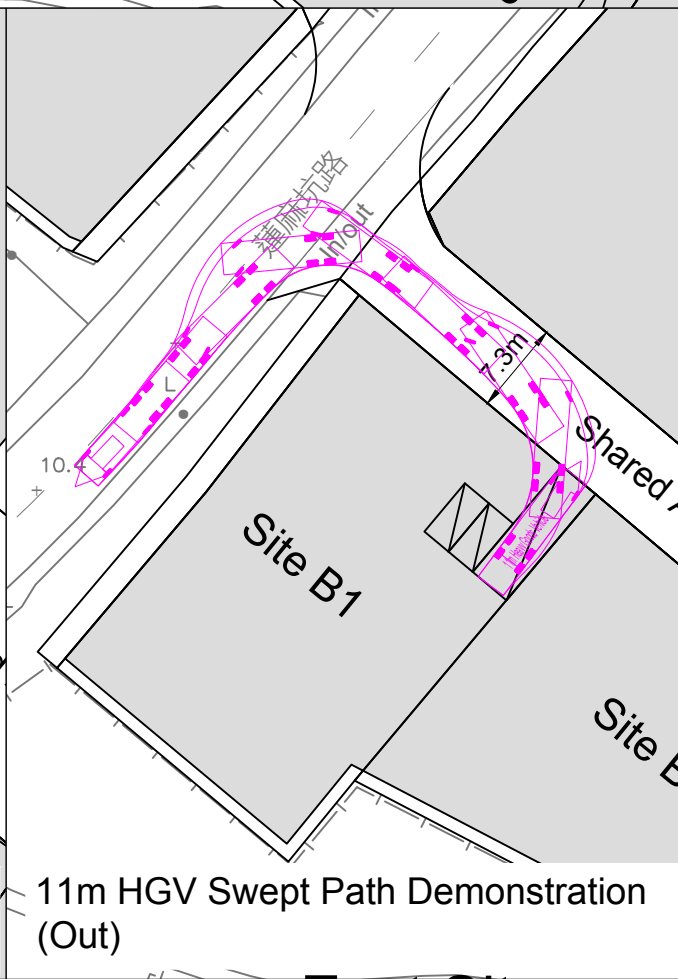 蓮麻坑路
In/out
7.3m
Shared
10.4
L
Site B1
Site
11m HGV Swept Path Demonstration
(Out)